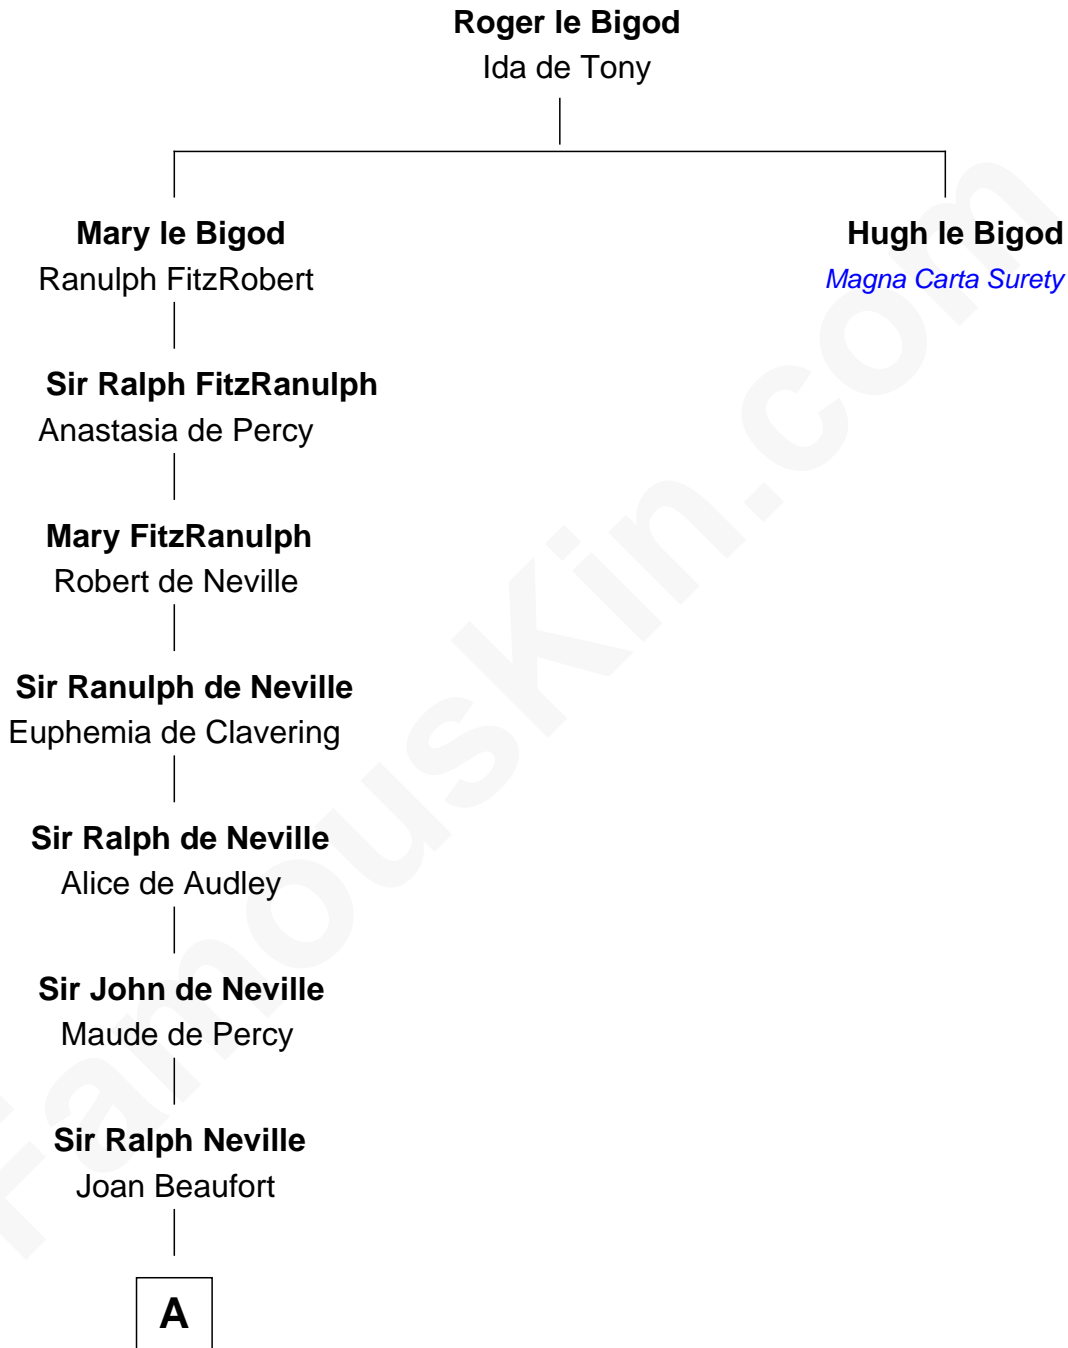 Roger le Bigod
Ida de Tony
Mary le Bigod
Hugh le Bigod
Ranulph FitzRobert
Magna Carta Surety
Sir Ralph FitzRanulph
Anastasia de Percy
Mary FitzRanulph
Robert de Neville
Sir Ranulph de Neville
Euphemia de Clavering
Sir Ralph de Neville
Alice de Audley
Sir John de Neville
Maude de Percy
Sir Ralph Neville
Joan Beaufort
A
FamousKin.com